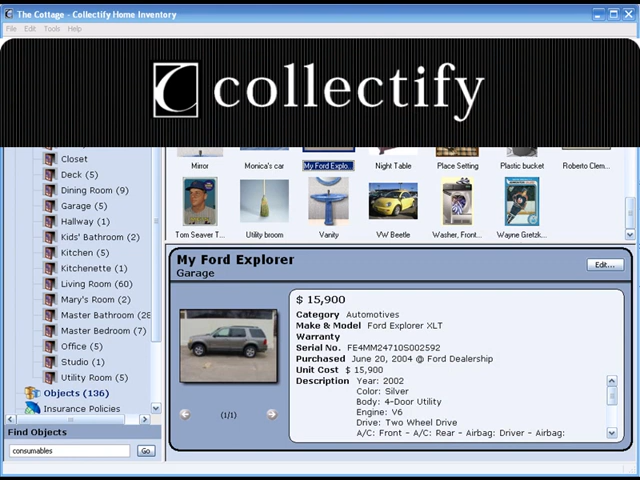 The Cottage - Collectify Home Inventory
File Edit Tools Help
collectify
Closet
Deck (5)
Dining Room (9)
Garage (5)
Hallway (1)
Kids' Bathroom (2)
Kitchen (5)
Kitchenette (1)
Living Room (60)
Mary's Room (2)
Master Bathroom (28
Master Bedroom (7)
Office (5)
Studio (1)
Utility Room (5)
Objects (136)
Insurance Policies
Find Objects
consumables
Go
Mirror
Monica's car
My Ford Explo...
Night Table
Place Setting
Plastic bucket
Roberto Clem...
Tom Seaver T...
Utility broom
Vanity
VW Beetle
Washer, Front...
Wayne Gretzk...
My Ford Explorer
Garage
Edit...
(1/1)
$ 15,900
Category Automotives
Make & Model Ford Explorer XLT
Warranty
Serial No. FE4MM24710S002592
Purchased June 20, 2004 @ Ford Dealership
Unit Cost $ 15,900
Description Year: 2002
Color: Silver
Body: 4-Door Utility
Engine: V6
Drive: Two Wheel Drive
A/C: Front - A/C: Rear - Airbag: Driver - Airbag: